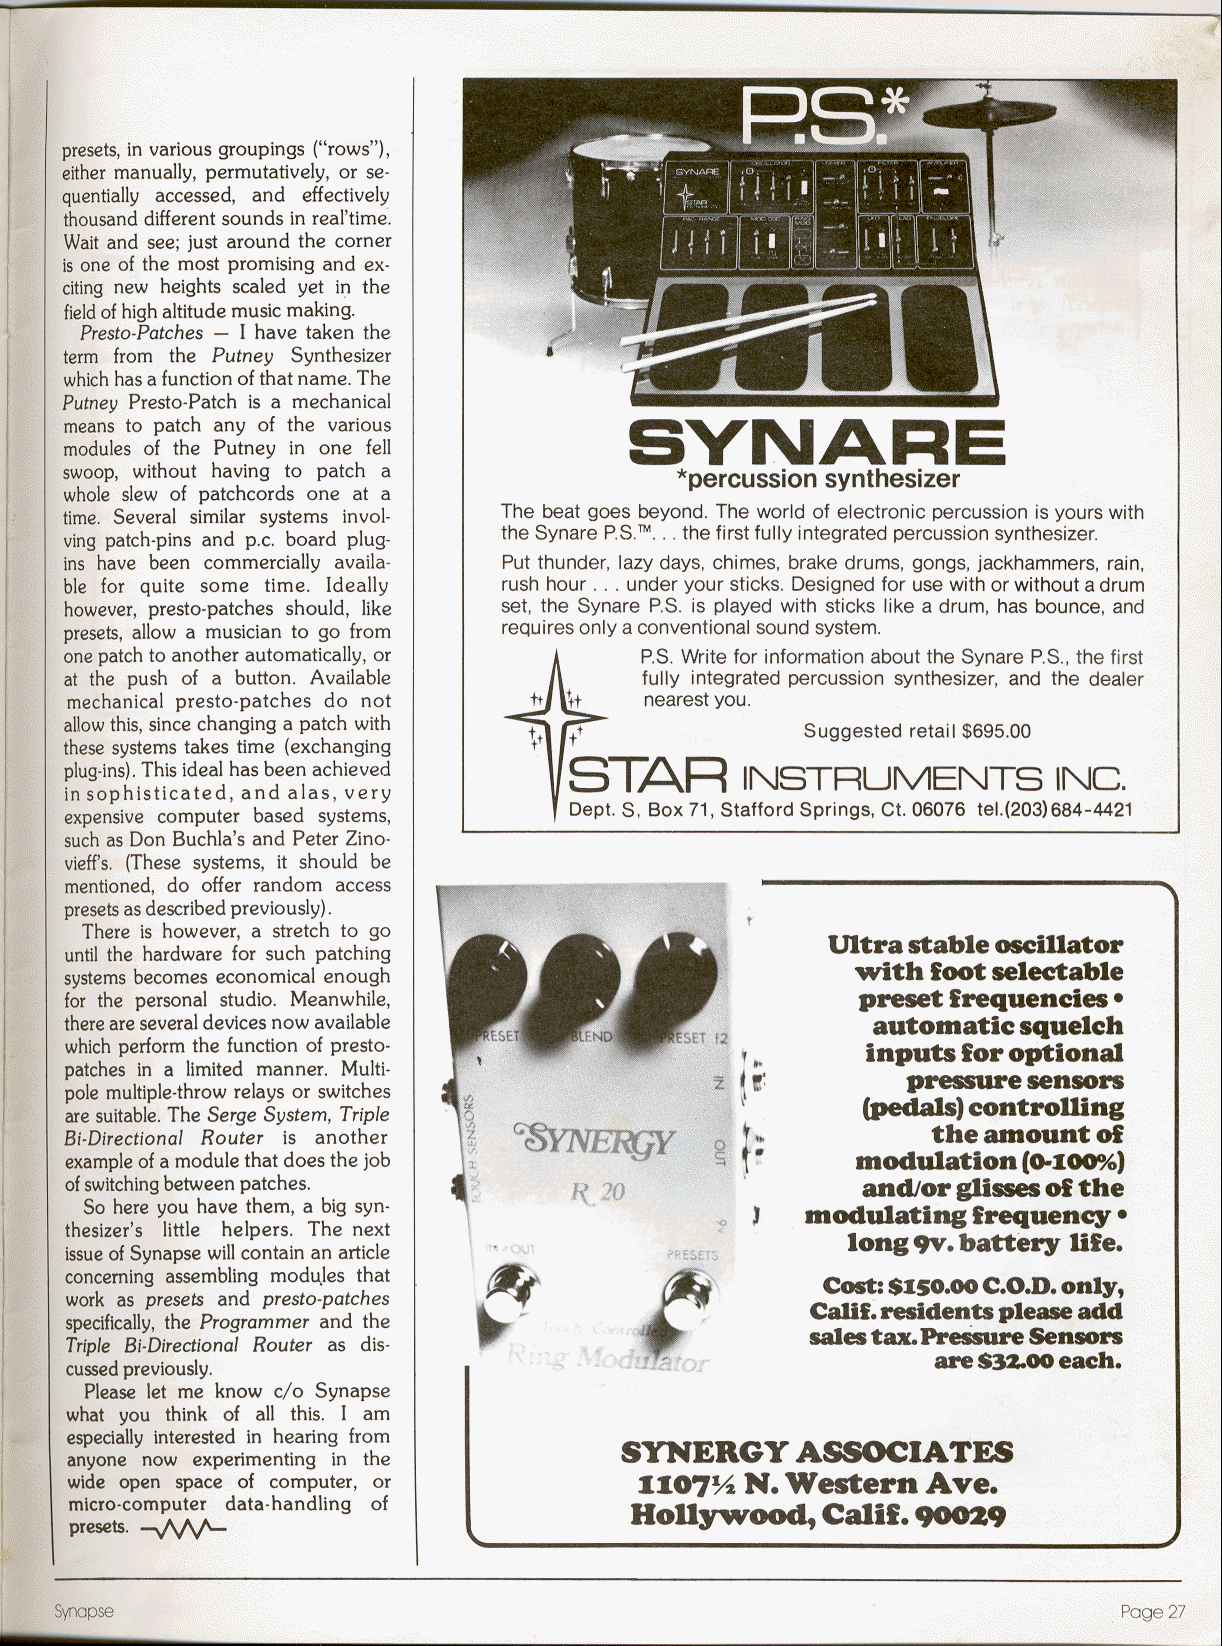 presets, in various groupings (“rows”),
either manually, permutatively, or se-
quentially accessed, and effectively
thousand different sounds in real'time.
Wait and see; just around the corner
is one of the most promising and ex-
citing new heights scaled yet in the
field of high altitude music making.
Presto-Patches — I have taken the
term from the Putney Synthesizer
which has a function of that name. The
Putney Presto-Patch is a mechanical
means to patch any of the various
modules of the Putney in one fell
swoop, without having to patch a
whole slew of patchcords one at a
time. Several similar systems invol-
ving patch-pins and p.c. board plug-
ins have been commercially availa-
ble for quite some time. Ideally
however, presto-patches should, like
presets, allow a musician to go from
one patch to another automatically, or
at the push of a button. Available
mechanical presto-patches do not
allow this, since changing a patch with
these systems takes time (exchanging
plug-ins). This ideal has been achieved
in sophisticated, and alas, very
expensive computer based systems,
such as Don Buchla's and Peter Zino-
vieff's. (These systems, it should be
mentioned, do offer random access
presets as described previously).
There is however, a stretch to go
until the hardware for such patching
systems becomes economical enough
for the personal studio. Meanwhile,
there are several devices now available
which perform the function of presto-
patches in a limited manner. Multi-
pole multiple-throw relays or switches
are suitable. The Serge System, Triple
Bi-Directional Router is another
example of a module that does the job
of switching between patches.
So here you have them, a big syn-
thesizer's little helpers. The next
issue of Synapse will contain an article
concerning assembling modules that
work as presets and presto-patches
specifically, the Programmer and the
Triple Bi-Directional Router as dis-
cussed previously.
Please let me know c/o Synapse
what you think of all this. I am
especially interested in hearing from
anyone now experimenting in the
wide open space of computer, or
micro-computer data-handling of
presets.
P.S.*
SYNARE
STAR
OSCILLATOR
FILTER
SYNARE
*percussion synthesizer
The beat goes beyond. The world of electronic percussion is yours with
the Synare P.S.™. . . the first fully integrated percussion synthesizer.
Put thunder, lazy days, chimes, brake drums, gongs, jackhammers, rain,
rush hour . . . under your sticks. Designed for use with or without a drum
set, the Synare P.S. is played with sticks like a drum, has bounce, and
requires only a conventional sound system.
P.S. Write for information about the Synare P.S., the first
fully integrated percussion synthesizer, and the dealer
nearest you.
Suggested retail $695.00
STAR INSTRUMENTS INC.
Dept. S, Box 71, Stafford Springs, Ct. 06076 tel.(203)684-4421
PRESET BLEND PRESET f2
IN
TOUCH SENSORS
OUT
SYNERGY
R 20
OUT
PRESETS
Touch Controlled
Ring Modulator
Ultra stable oscillator
with foot selectable
preset frequencies •
automatic squelch
inputs for optional
pressure sensors
(pedals) controlling
the amount of
modulation (0-100%)
and/or glisses of the
modulating frequency •
long 9v. battery life.
Cost: $150.00 C.O.D. only,
Calif. residents please add
sales tax. Pressure Sensors
are $32.00 each.
SYNERGY ASSOCIATES
1107½ N. Western Ave.
Hollywood, Calif. 90029
Synapse
Page 27